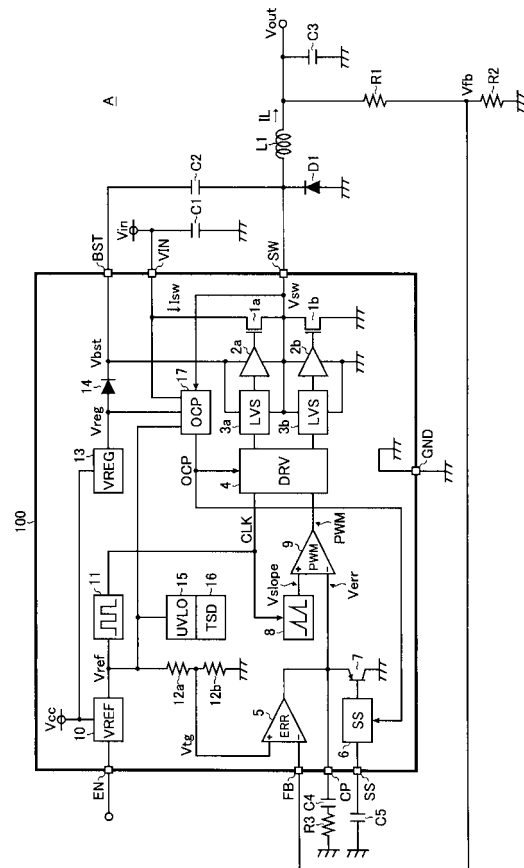 A
100
Vcc
10
VREF
EN
Vref
11
13
VREG
Vreg
14
Vbst
BST
Vin
VIN
C1
C2
↓Isw
17
OCP
OCP
15
UVLO
16
TSD
12a
12b
Vtg
CLK
4
DRV
3a
LVS
3b
LVS
2a
2b
1a
1b
Vsw
SW
D1
L1
IL
Vout
C3
R1
Vfb
R2
8
Vslope
9
+
PWM
−
PWM
Verr
5
+
ERR
−
FB
7
6
SS
CP
SS
R3
C4
C5
GND